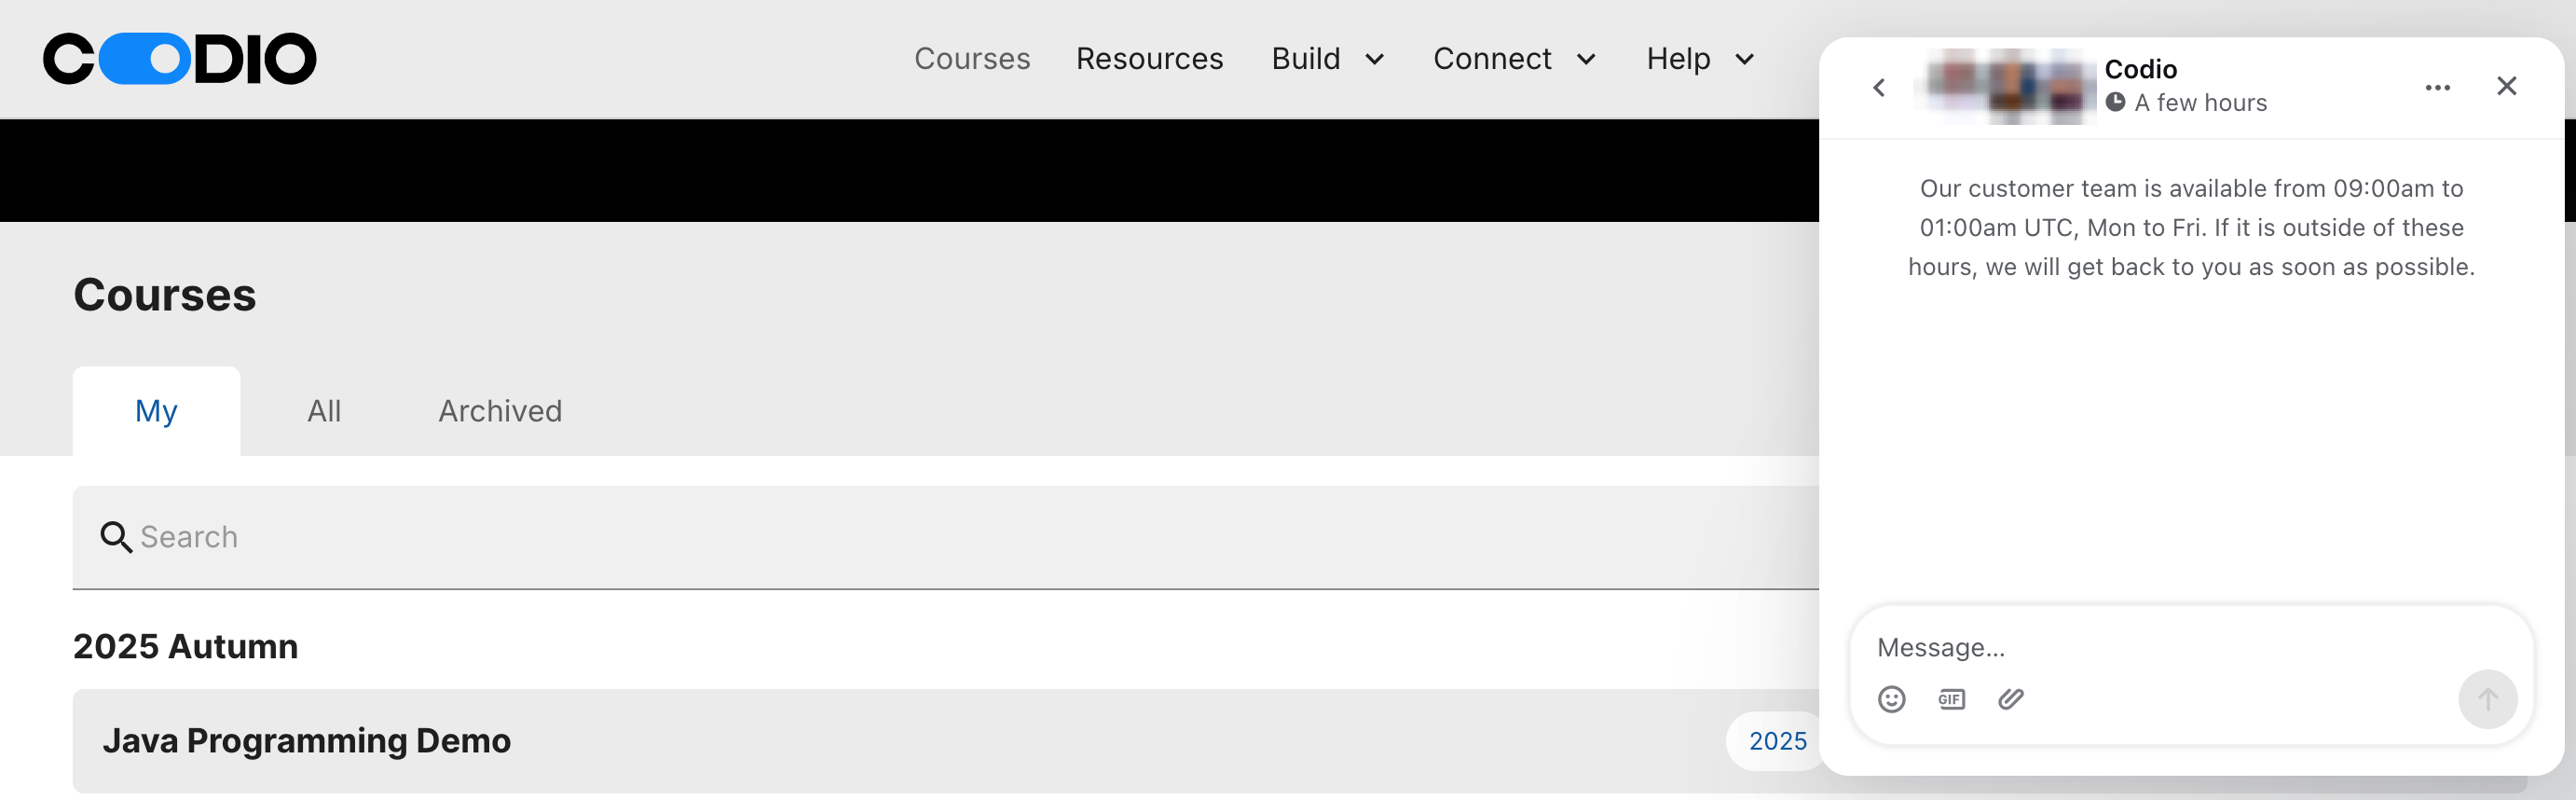 CODIO
Courses Resources Build Connect Help
Codio
A few hours
Our customer team is available from 09:00am to
01:00am UTC, Mon to Fri. If it is outside of these
hours, we will get back to you as soon as possible.
Courses
My All Archived
Search
2025 Autumn
Java Programming Demo 2025
Message...
GIF